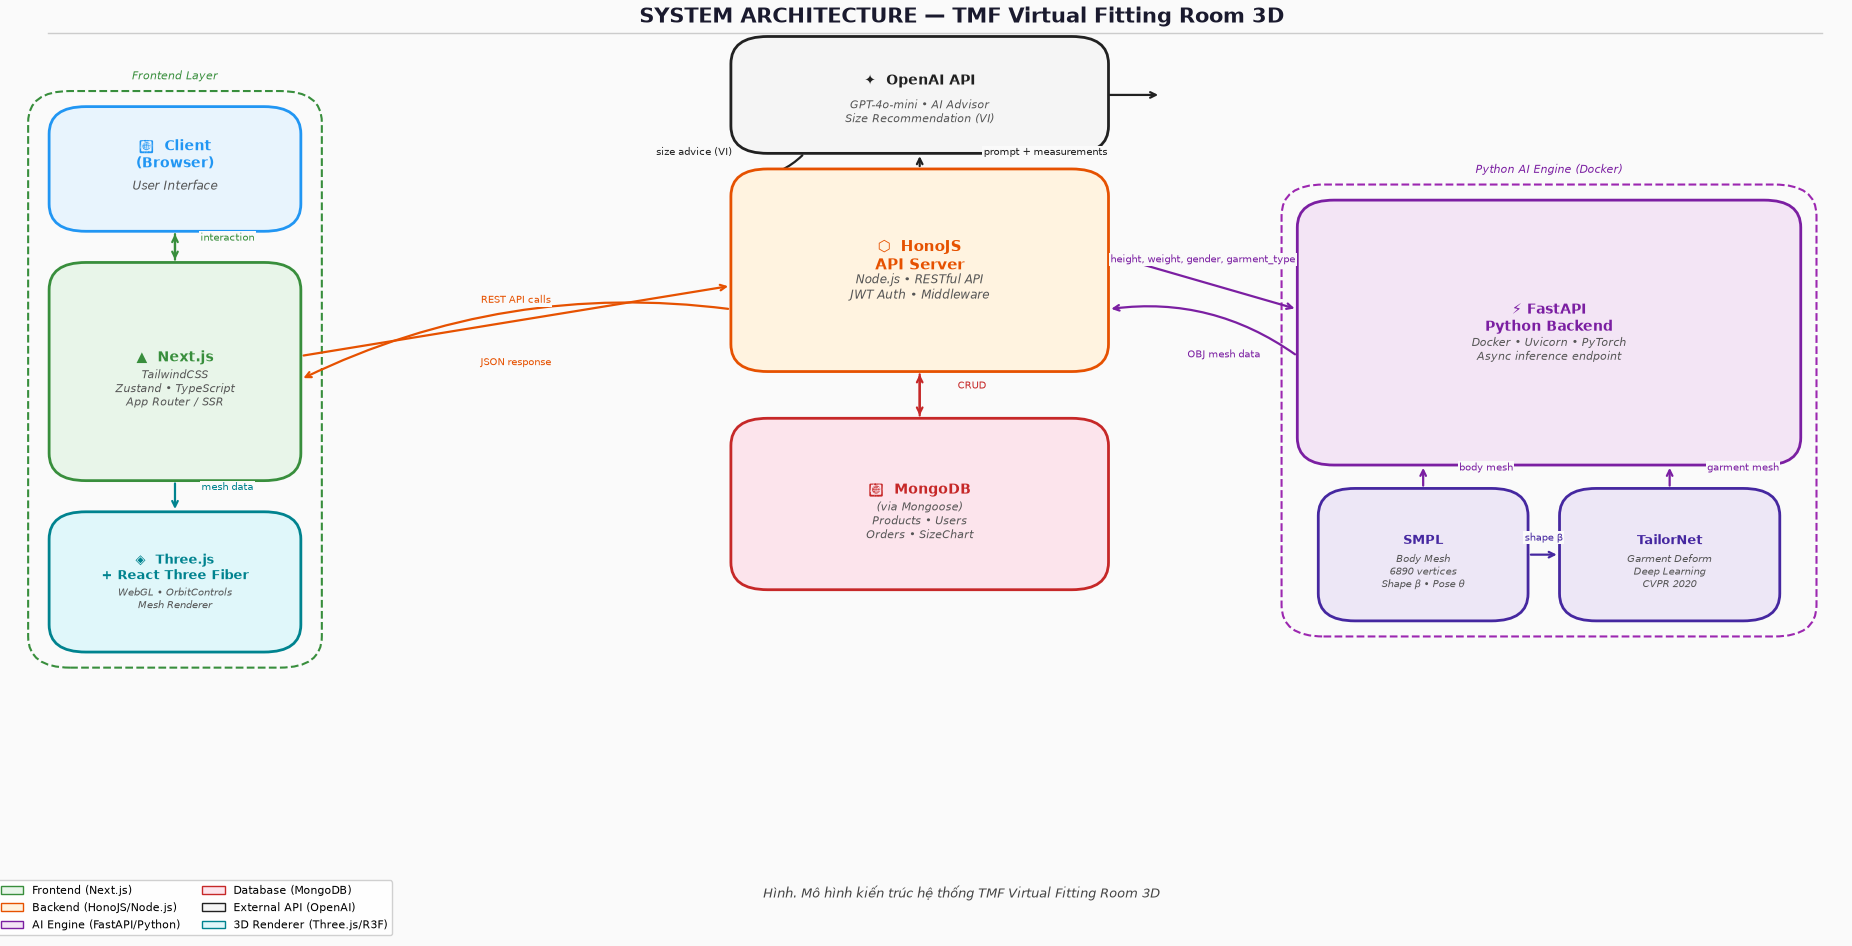 SYSTEM ARCHITECTURE — TMF Virtual Fitting Room 3D
Frontend Layer
Client
(Browser)
User Interface
interaction
▲ Next.js
TailwindCSS
Zustand • TypeScript
App Router / SSR
mesh data
◈ Three.js
+ React Three Fiber
WebGL • OrbitControls
Mesh Renderer
REST API calls
JSON response
✦ OpenAI API
GPT-4o-mini • AI Advisor
Size Recommendation (VI)
size advice (VI)
prompt + measurements
⬡ HonoJS
API Server
Node.js • RESTful API
JWT Auth • Middleware
CRUD
MongoDB
(via Mongoose)
Products • Users
Orders • SizeChart
height, weight, gender, garment_type
OBJ mesh data
Python AI Engine (Docker)
⚡ FastAPI
Python Backend
Docker • Uvicorn • PyTorch
Async inference endpoint
body mesh
garment mesh
SMPL
Body Mesh
6890 vertices
Shape β • Pose θ
shape β
TailorNet
Garment Deform
Deep Learning
CVPR 2020
Frontend (Next.js)
Backend (HonoJS/Node.js)
AI Engine (FastAPI/Python)
Database (MongoDB)
External API (OpenAI)
3D Renderer (Three.js/R3F)
Hình. Mô hình kiến trúc hệ thống TMF Virtual Fitting Room 3D